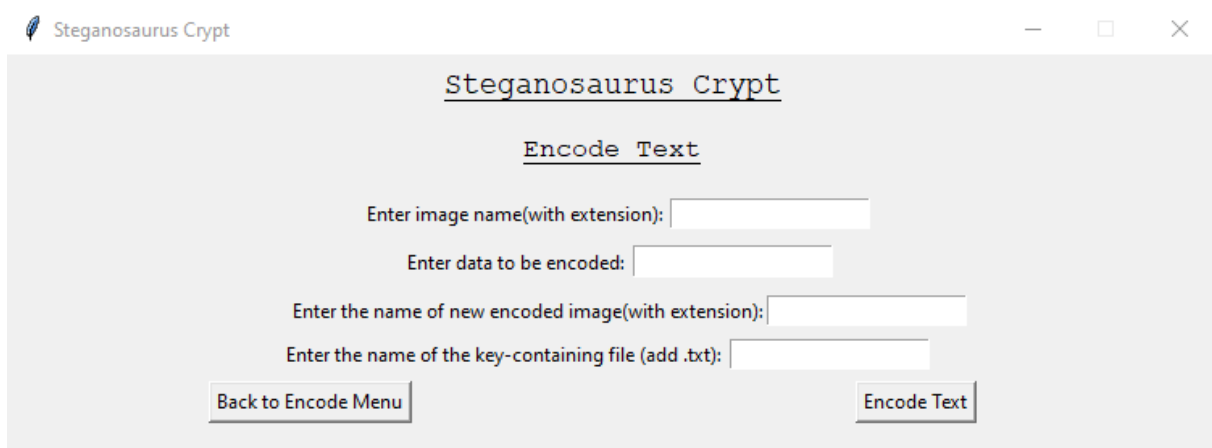 Steganosaurus Crypt
Steganosaurus Crypt
Encode Text
Enter image name(with extension):
Enter data to be encoded:
Enter the name of new encoded image(with extension):
Enter the name of the key-containing file (add .txt):
Back to Encode Menu Encode Text